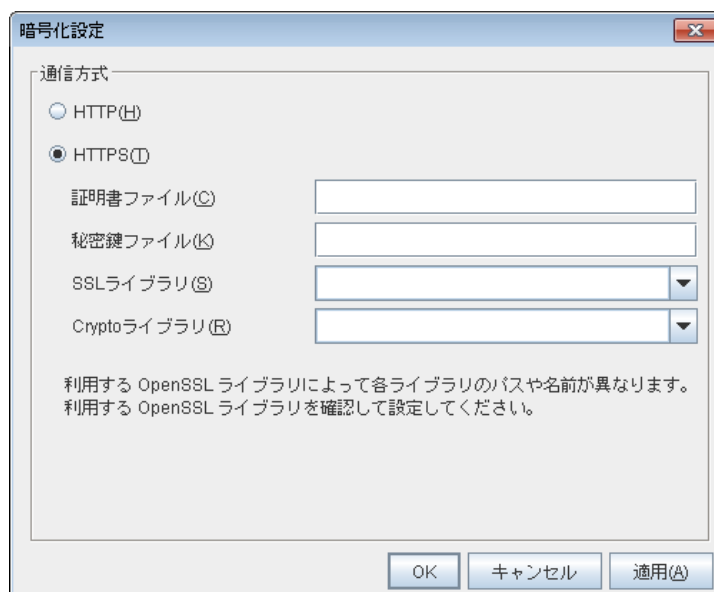 暗号化設定
通信方式
HTTP(H)
HTTPS(T)
証明書ファイル(C)
秘密鍵ファイル(K)
SSLライブラリ(S)
Cryptoライブラリ(R)
利用する OpenSSL ライブラリによって各ライブラリのパスや名前が異なります。
利用する OpenSSL ライブラリを確認して設定してください。
OK キャンセル 適用(A)